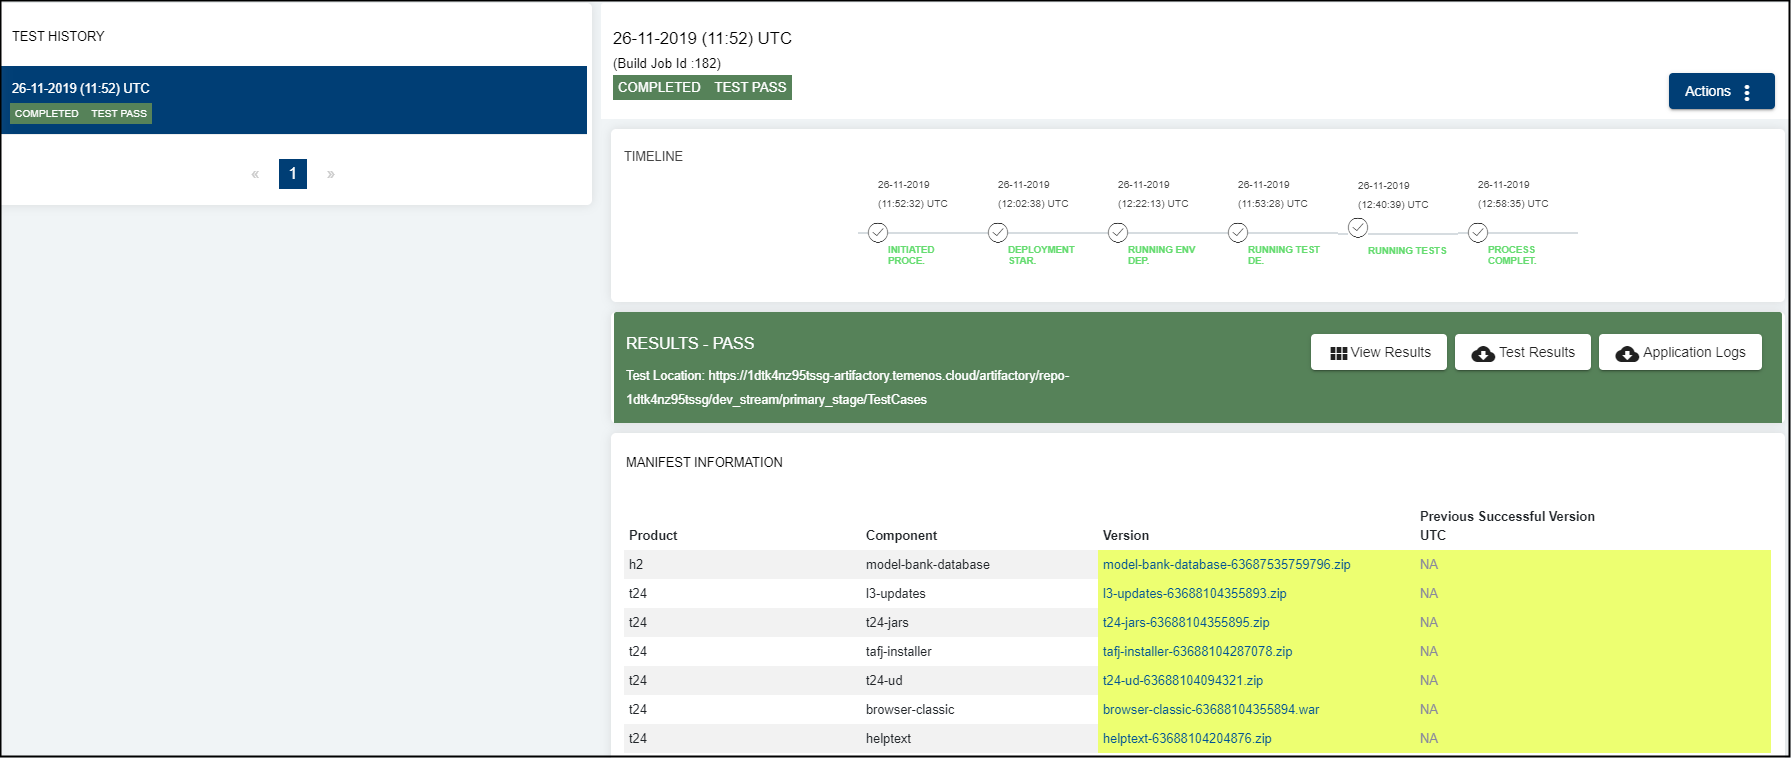 TEST HISTORY
26-11-2019 (11:52) UTC
COMPLETED TEST PASS
« 1 »
26-11-2019 (11:52) UTC
(Build Job Id :182)
COMPLETED TEST PASS
Actions
TIMELINE
26-11-2019 26-11-2019 26-11-2019 26-11-2019 26-11-2019 26-11-2019
(11:52:32) UTC (12:02:38) UTC (12:22:13) UTC (11:53:28) UTC (12:40:39) UTC (12:58:35) UTC
INITIATED DEPLOYMENT RUNNING ENV RUNNING TEST RUNNING TESTS PROCESS
PROCE. STAR. DEP. DE. COMPLET.
RESULTS - PASS
View Results Test Results Application Logs
Test Location: https://1dtk4nz95tssg-artifactory.temenos.cloud/artifactory/repo-
1dtk4nz95tssg/dev_stream/primary_stage/TestCases
MANIFEST INFORMATION
Previous Successful Version
Product Component Version UTC
h2 model-bank-database model-bank-database-63687535759796.zip NA
t24 l3-updates l3-updates-63688104355893.zip NA
t24 t24-jars t24-jars-63688104355895.zip NA
t24 tafj-installer tafj-installer-63688104287078.zip NA
t24 t24-ud t24-ud-63688104094321.zip NA
t24 browser-classic browser-classic-63688104355894.war NA
t24 helptext helptext-63688104204876.zip NA